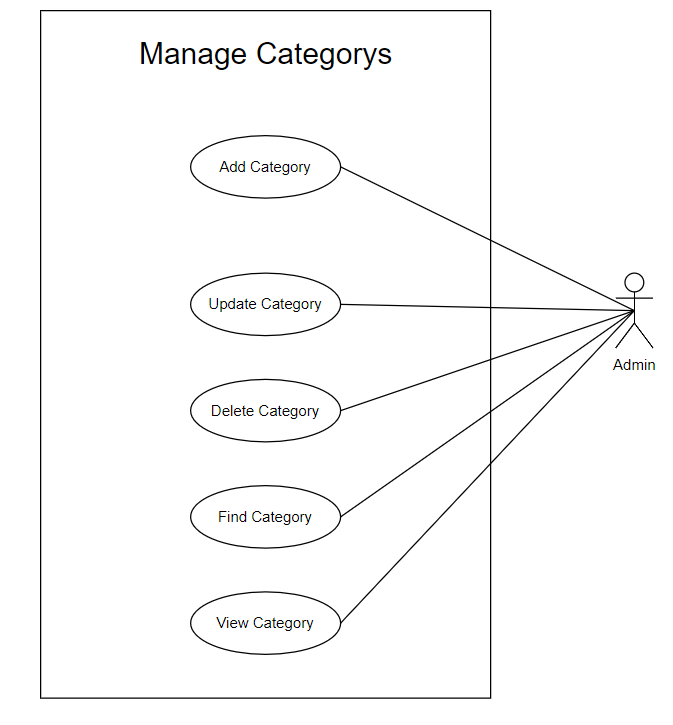 Manage Categorys
Add Category
Update Category
Delete Category
Find Category
View Category
Admin